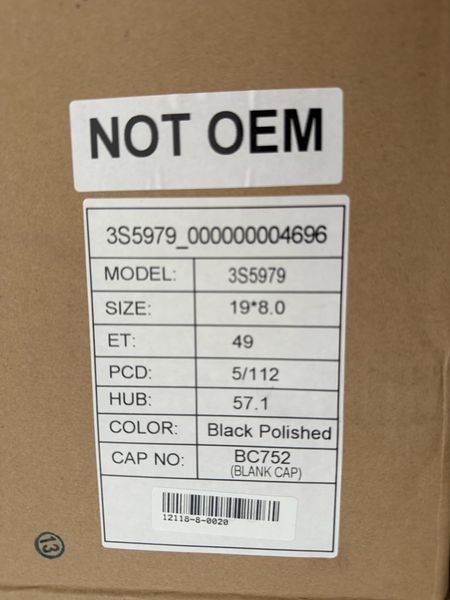 NOT OEM
3S5979_000000004696
MODEL: 3S5979
SIZE: 19*8.0
ET: 49
PCD: 5/112
HUB: 57.1
COLOR: Black Polished
CAP NO: BC752
(BLANK CAP)
12118-8-0020
13